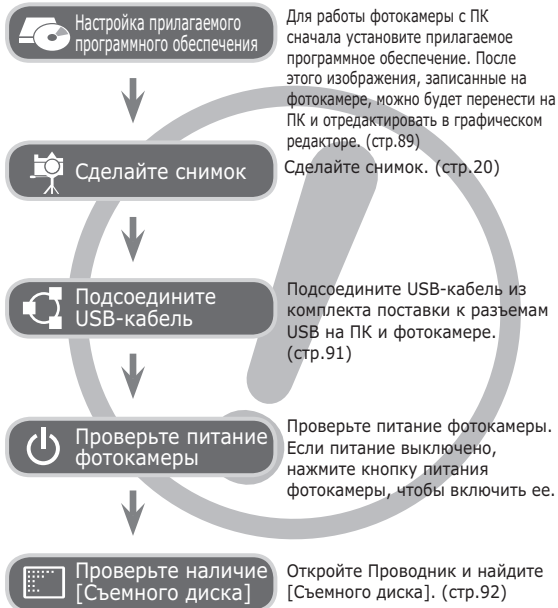 Настройка прилагаемого
программного обеспечения
Для работы фотокамеры с ПК
сначала установите прилагаемое
программное обеспечение. После
этого изображения, записанные на
фотокамере, можно будет перенести на
ПК и отредактировать в графическом
редакторе. (стр.89)
Сделайте снимок
Сделайте снимок. (стр.20)
Подсоедините
USB-кабель
Подсоедините USB-кабель из
комплекта поставки к разъемам
USB на ПК и фотокамере.
(стр.91)
Проверьте питание
фотокамеры
Проверьте питание фотокамеры.
Если питание выключено,
нажмите кнопку питания
фотокамеры, чтобы включить ее.
Проверьте наличие
[Съемного диска]
Откройте Проводник и найдите
[Съемного диска]. (стр.92)